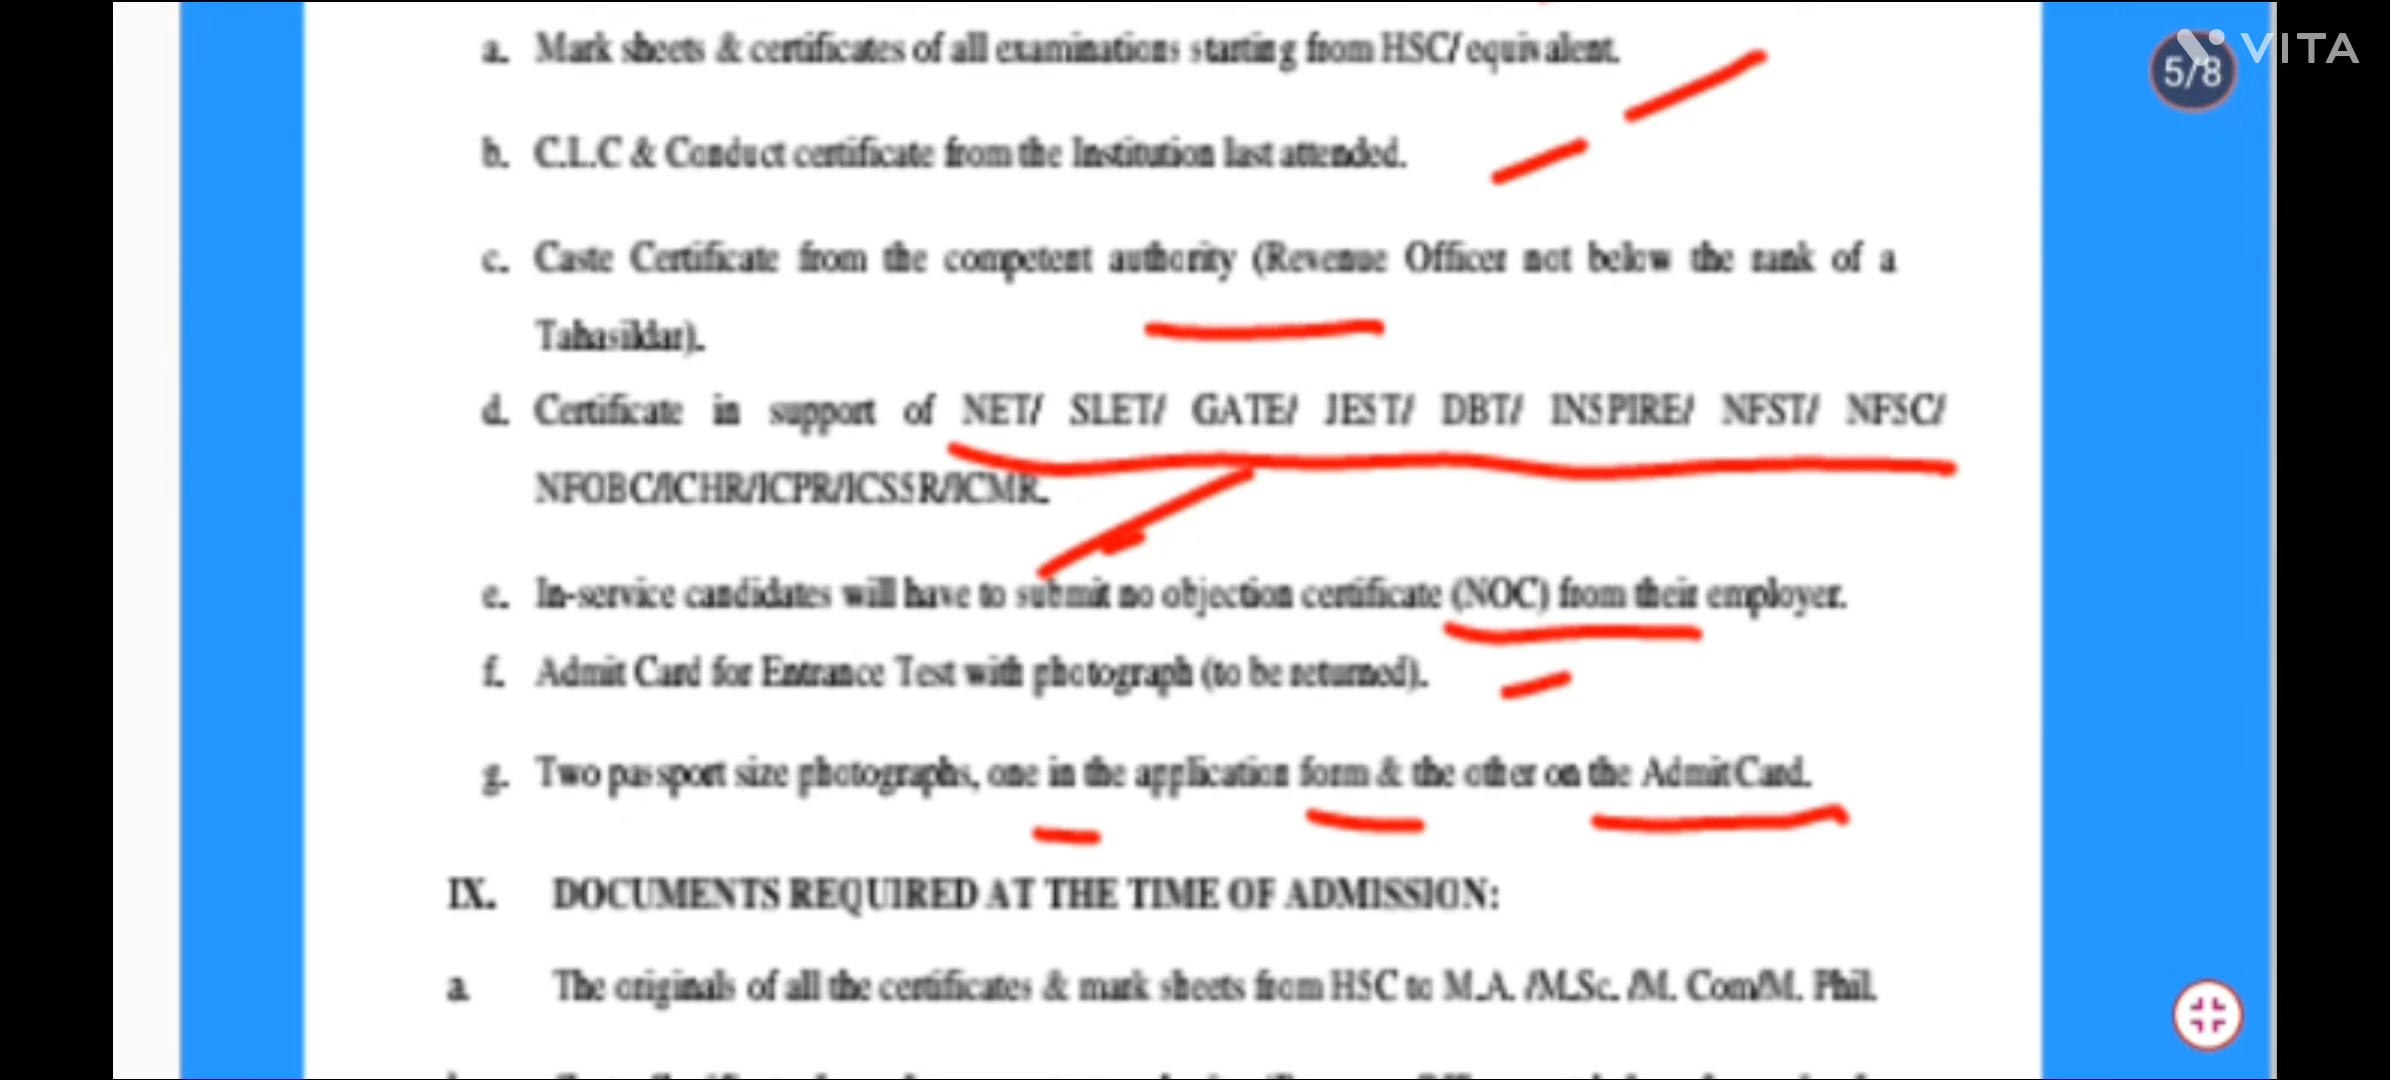 VITA
5/8
a. Mark sheets & certificates of all examinations starting from HSC/ equivalent.
b. C.L.C & Conduct certificate from the Institution last attended.
c. Caste Certificate from the competent authority (Revenue Officer not below the rank of a
Tahasildar).
d. Certificate in support of NET/ SLET/ GATE/ JEST/ DBT/ INSPIRE/ NFST/ NFSC/
NFOBC/ICHR/ICPR/ICSSR/ICMR.
e. In-service candidates will have to submit no objection certificate (NOC) from their employer.
f. Admit Card for Entrance Test with photograph (to be returned).
g. Two passport size photographs, one in the application form & the other on the Admit Card.
IX. DOCUMENTS REQUIRED AT THE TIME OF ADMISSION:
a. The originals of all the certificates & mark sheets from HSC to M.A. /M.Sc. /M. Com/M. Phil.